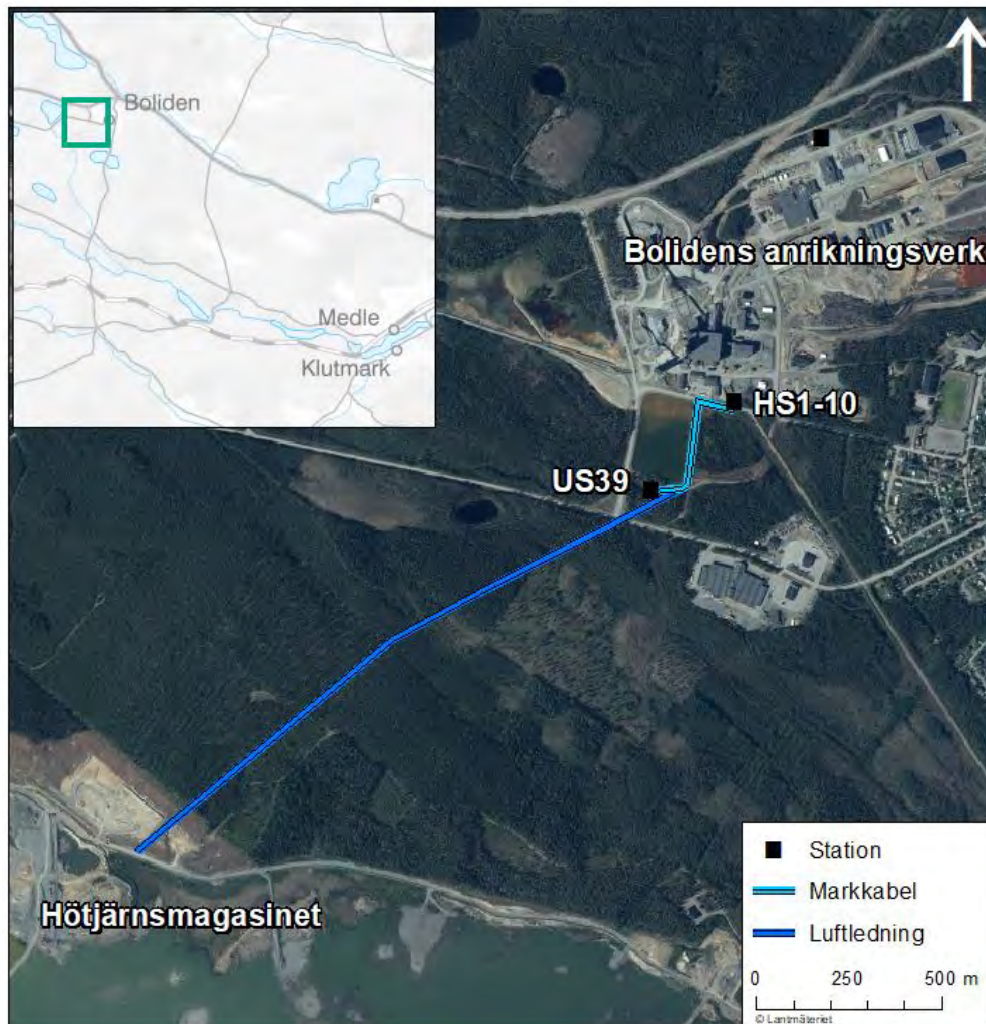 Boliden
Medle
Klutmark
Bolidens anrikningsverk
HS1-10
US39
Hötjärnsmagasinet
Station
Markkabel
Luftledning
0 250 500 m
© Lantmäteriet